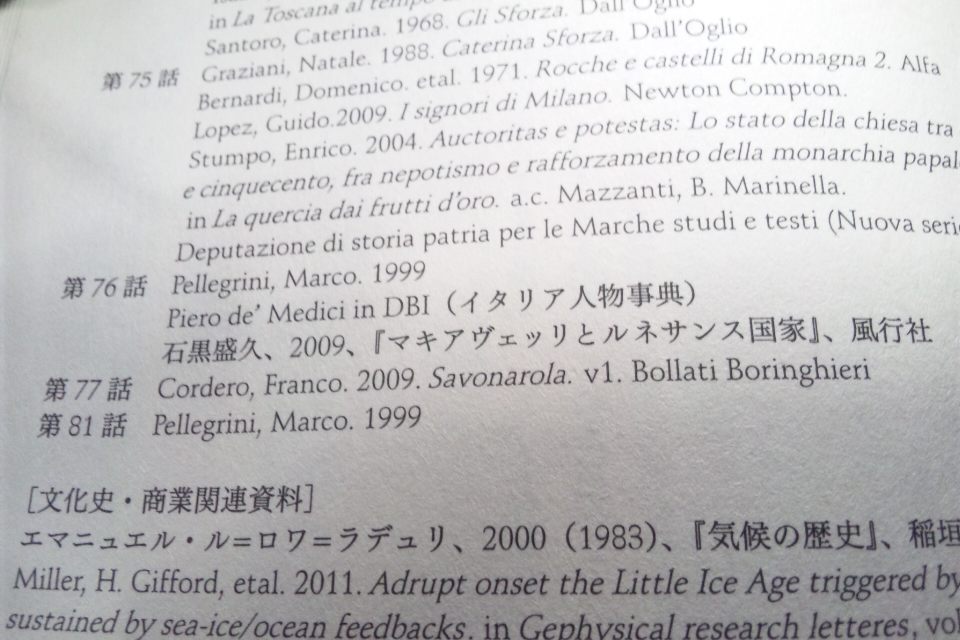 in La Toscana al tempo
Santoro, Caterina. 1968. Gli Sforza. Dall'Oglio
第75話 Graziani, Natale. 1988. Caterina Sforza. Dall'Oglio
Bernardi, Domenico. etal. 1971. Rocche e castelli di Romagna 2. Alfa
Lopez, Guido.2009. I signori di Milano. Newton Compton.
Stumpo, Enrico. 2004. Auctoritas e potestas: Lo stato della chiesa tra
e cinquecento, fra nepotismo e rafforzamento della monarchia papal
in La quercia dai frutti d'oro. a.c. Mazzanti, B. Marinella.
Deputazione di storia patria per le Marche studi e testi (Nuova seri
第76話 Pellegrini, Marco. 1999
Piero de' Medici in DBI（イタリア人物事典）
石黒盛久、2009、『マキアヴェッリとルネサンス国家』、風行社
第77話 Cordero, Franco. 2009. Savonarola. v1. Bollati Boringhieri
第81話 Pellegrini, Marco. 1999
［文化史・商業関連資料］
エマニュエル・ル＝ロワ＝ラデュリ、2000（1983）、『気候の歴史』、稲垣
Miller, H. Gifford, etal. 2011. Adrupt onset the Little Ice Age triggered by
sustained by sea-ice/ocean feedbacks. in Gephysical research letteres, vol